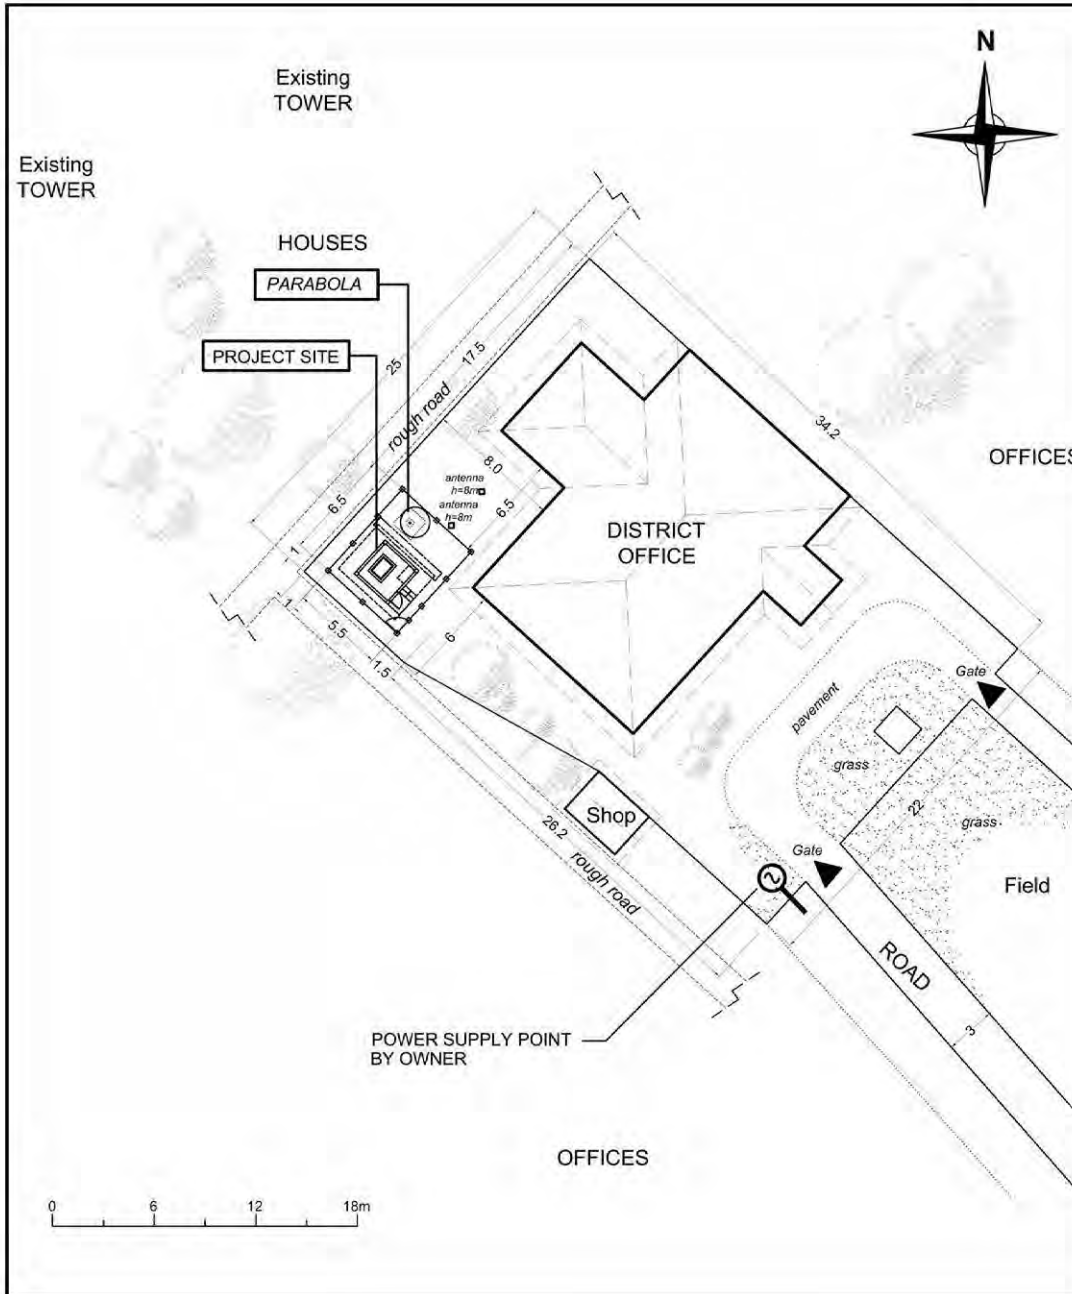 N
Existing
TOWER
Existing
TOWER
HOUSES
PARABOLA
PROJECT SITE
25
17.5
rough road
34.2
OFFICES
8.0
antenna
h=8m
antenna
h=8m
6.5
6.5
DISTRICT
OFFICE
1
1
5.5
1.5
6
Gate
pavement
grass
22
grass
Shop
26.2
rough road
Gate
Field
ROAD
3
POWER SUPPLY POINT
BY OWNER
OFFICES
0 6 12 18m